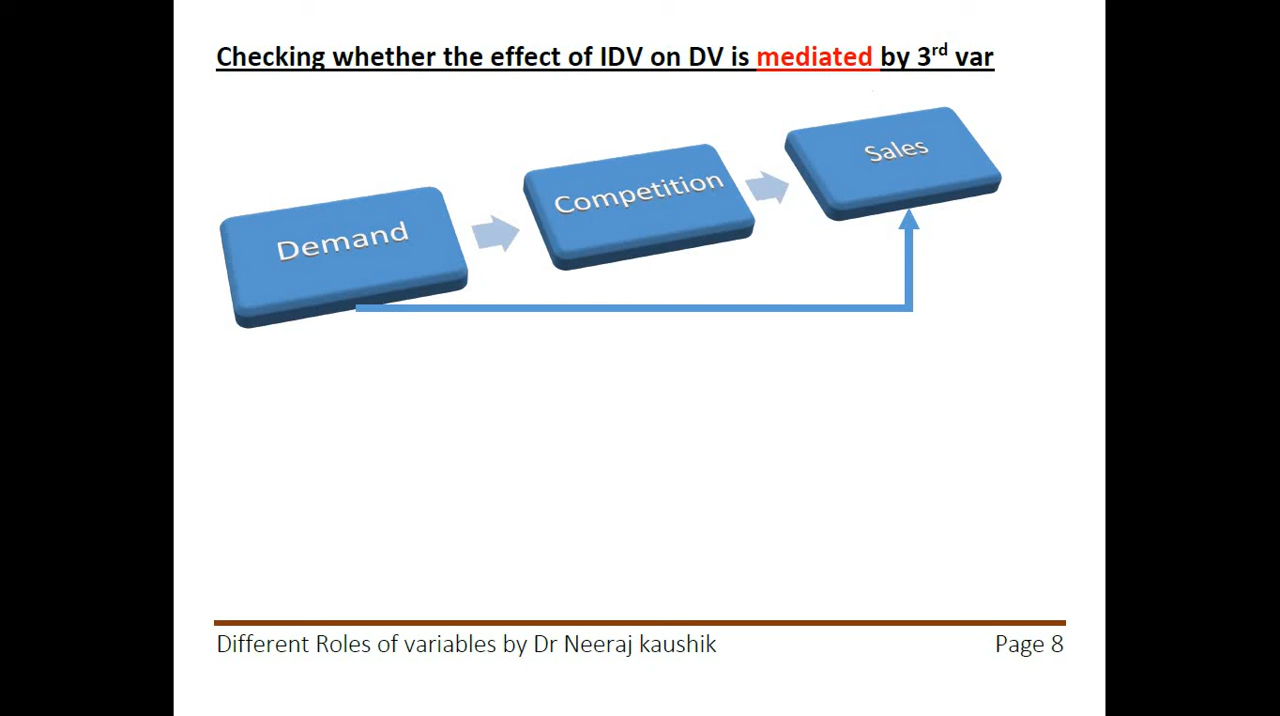 Checking whether the effect of IDV on DV is mediated by 3rd var
Demand
Competition
Sales
Different Roles of variables by Dr Neeraj kaushik Page 8